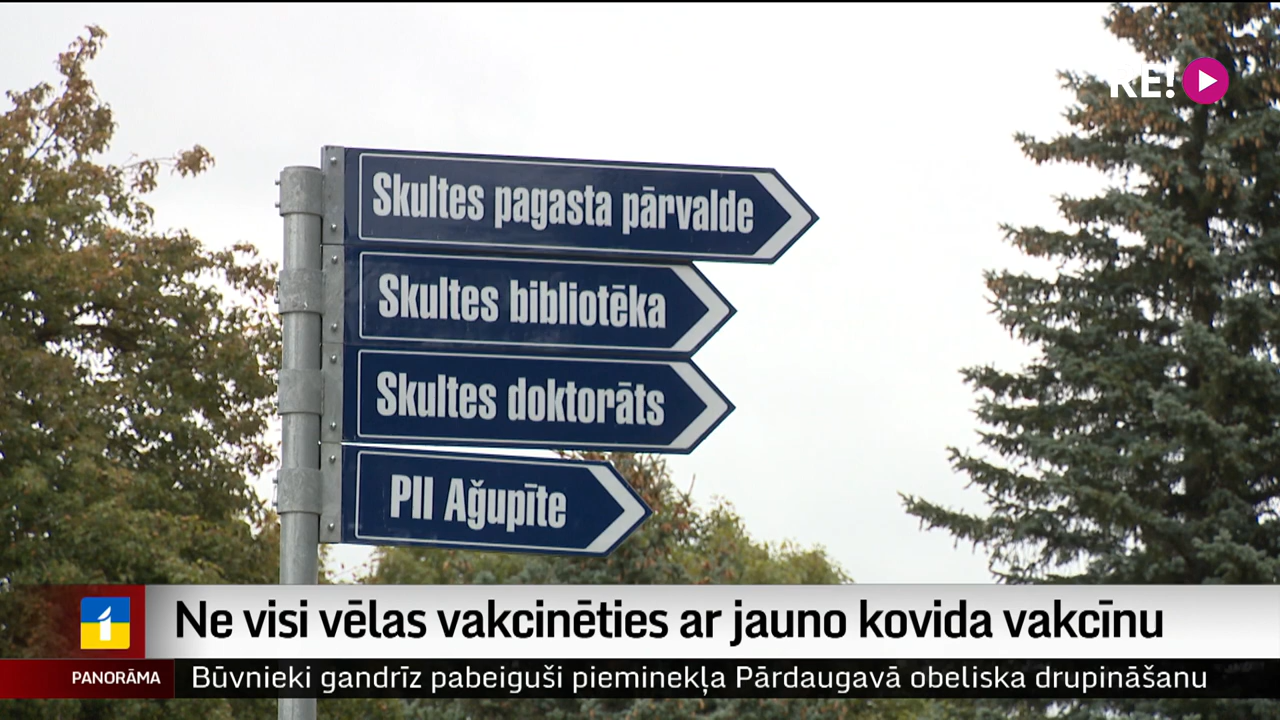 RE!
Skultes pagasta pārvalde
Skultes bibliotēka
Skultes doktorāts
PII Aģupīte
1
Ne visi vēlas vakcinēties ar jauno kovida vakcīnu
PANORĀMA
Būvnieki gandrīz pabeiguši pieminekļa Pārdaugavā obeliska drupināšanu